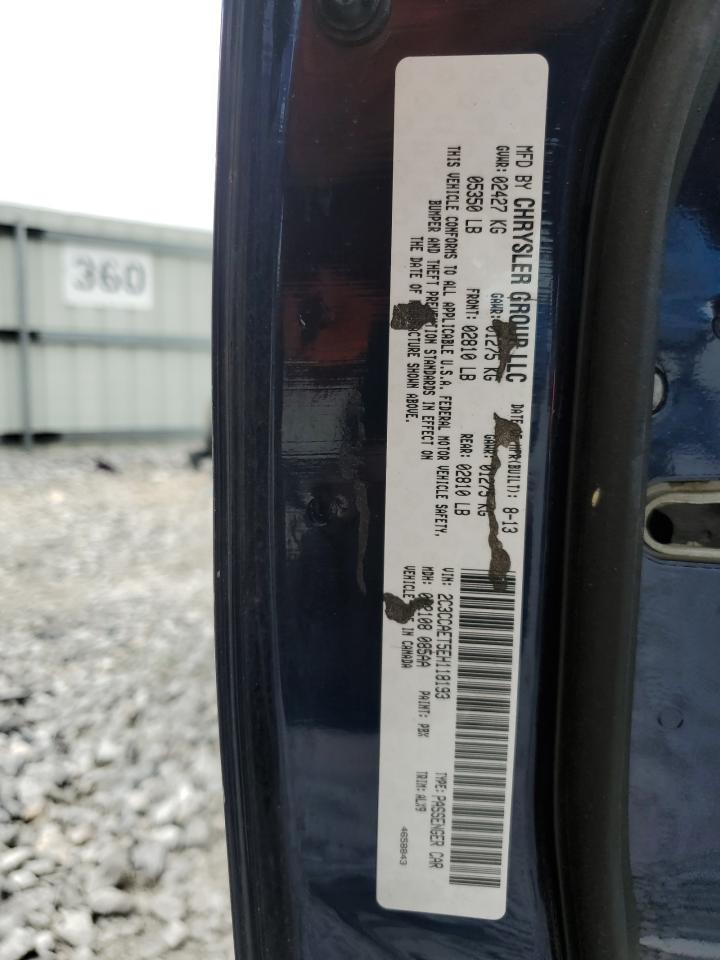 360
MFD BY CHRYSLER GROUP LLC DATE OF MFR(BUILT): 8-13
GVWR: 02427 KG GAWR: 01275 KG GAWR: 01275 KG
05350 LB FRONT: 02810 LB REAR: 02810 LB
THIS VEHICLE CONFORMS TO ALL APPLICABLE U.S.A. FEDERAL MOTOR VEHICLE SAFETY,
BUMPER AND THEFT PREVENTION STANDARDS IN EFFECT ON
THE DATE OF MANUFACTURE SHOWN ABOVE.
VIN: 2C3CCAET5EH118193 TYPE: PASSENGER CAR
MDH: 082108 085AA PAINT: PBX TRIM: ALX9
VEHICLE MADE IN CANADA 4658843